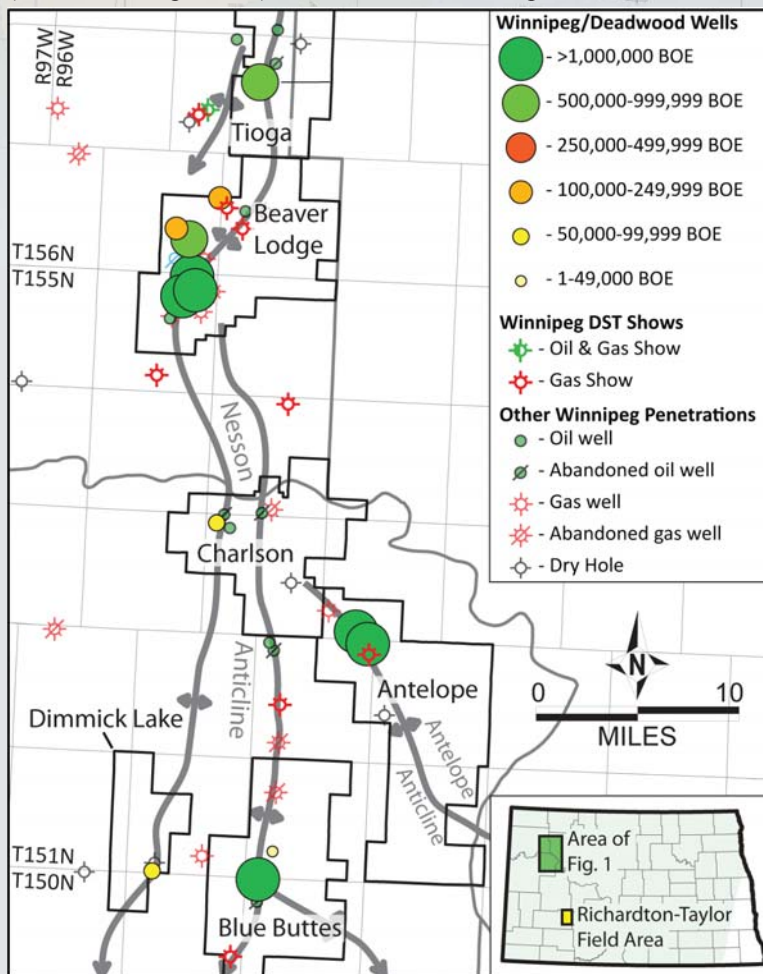 R97W
R96W
Tioga
Beaver
Lodge
T156N
T155N
Nesson
Charlson
Anticline
Antelope
Dimmick Lake
Antelope
Anticline
T151N
T150N
Blue Buttes
Winnipeg/Deadwood Wells
- >1,000,000 BOE
- 500,000-999,999 BOE
- 250,000-499,999 BOE
- 100,000-249,999 BOE
- 50,000-99,999 BOE
- 1-49,000 BOE
Winnipeg DST Shows
- Oil & Gas Show
- Gas Show
Other Winnipeg Penetrations
- Oil well
- Abandoned oil well
- Gas well
- Abandoned gas well
- Dry Hole
N
0 10
MILES
Area of
Fig. 1
Richardton-Taylor
Field Area